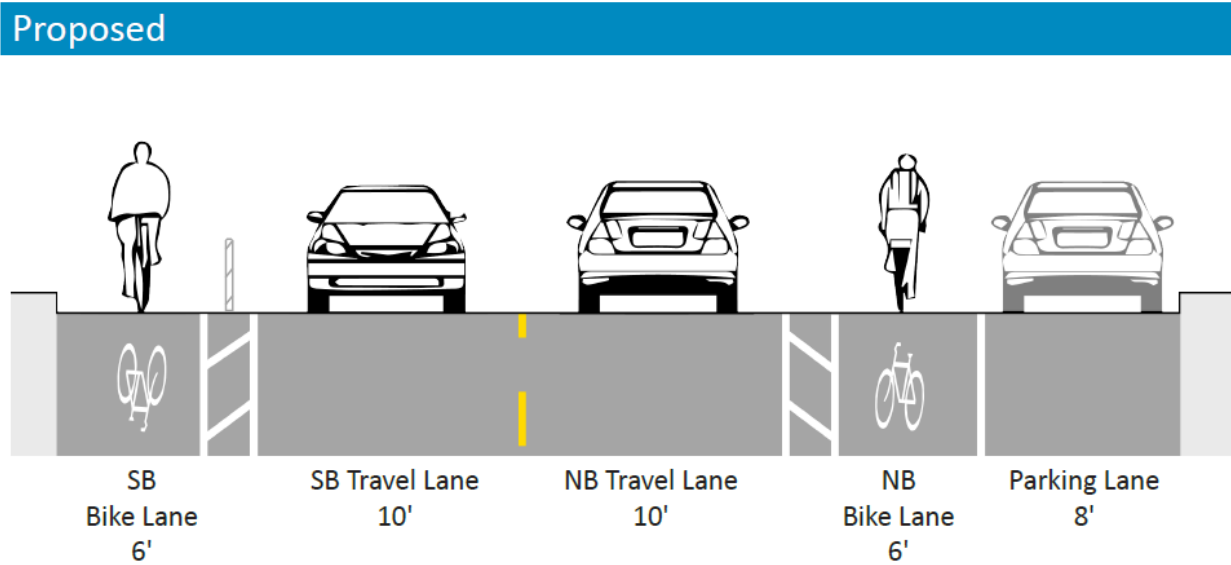 Proposed
SB
Bike Lane
6'
SB Travel Lane
10'
NB Travel Lane
10'
NB
Bike Lane
6'
Parking Lane
8'